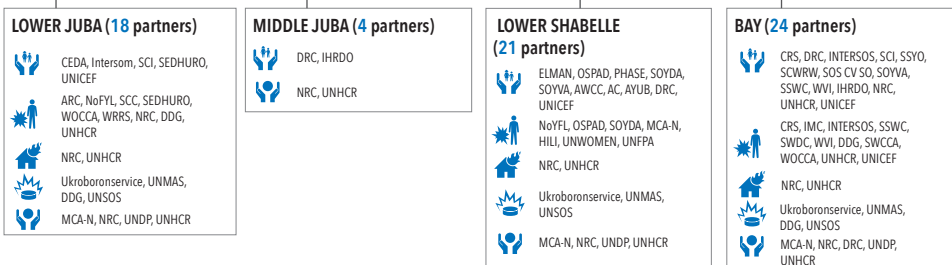 LOWER JUBA (18 partners)
CEDA, Intersom, SCI, SEDHURO,
UNICEF
ARC, NoFYL, SCC, SEDHURO,
WOCCA, WRRS, NRC, DDG,
UNHCR
NRC, UNHCR
Ukroboronservice, UNMAS,
DDG, UNSOS
MCA-N, NRC, UNDP, UNHCR
MIDDLE JUBA (4 partners)
DRC, IHRDO
NRC, UNHCR
LOWER SHABELLE
(21 partners)
ELMAN, OSPAD, PHASE, SOYDA,
SOYVA, AWCC, AC, AYUB, DRC,
UNICEF
NoYFL, OSPAD, SOYDA, MCA-N,
HILI, UNWOMEN, UNFPA
NRC, UNHCR
Ukroboronservice, UNMAS,
UNSOS
MCA-N, NRC, UNDP, UNHCR
BAY (24 partners)
CRS, DRC, INTERSOS, SCI, SSYO,
SCWRW, SOS CV SO, SOYVA,
SSWC, WVI, IHRDO, NRC,
UNHCR, UNICEF
CRS, IMC, INTERSOS, SSWC,
SWDC, WVI, DDG, SWCCA,
WOCCA, UNHCR, UNICEF
NRC, UNHCR
Ukroboronservice, UNMAS,
DDG, UNSOS
MCA-N, NRC, DRC, UNDP,
UNHCR